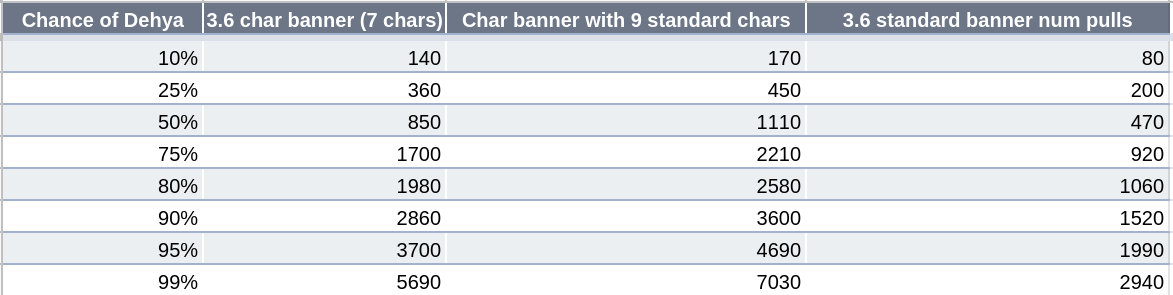 Chance of Dehya 3.6 char banner (7 chars) Char banner with 9 standard chars 3.6 standard banner num pulls
10% 140 170 80
25% 360 450 200
50% 850 1110 470
75% 1700 2210 920
80% 1980 2580 1060
90% 2860 3600 1520
95% 3700 4690 1990
99% 5690 7030 2940